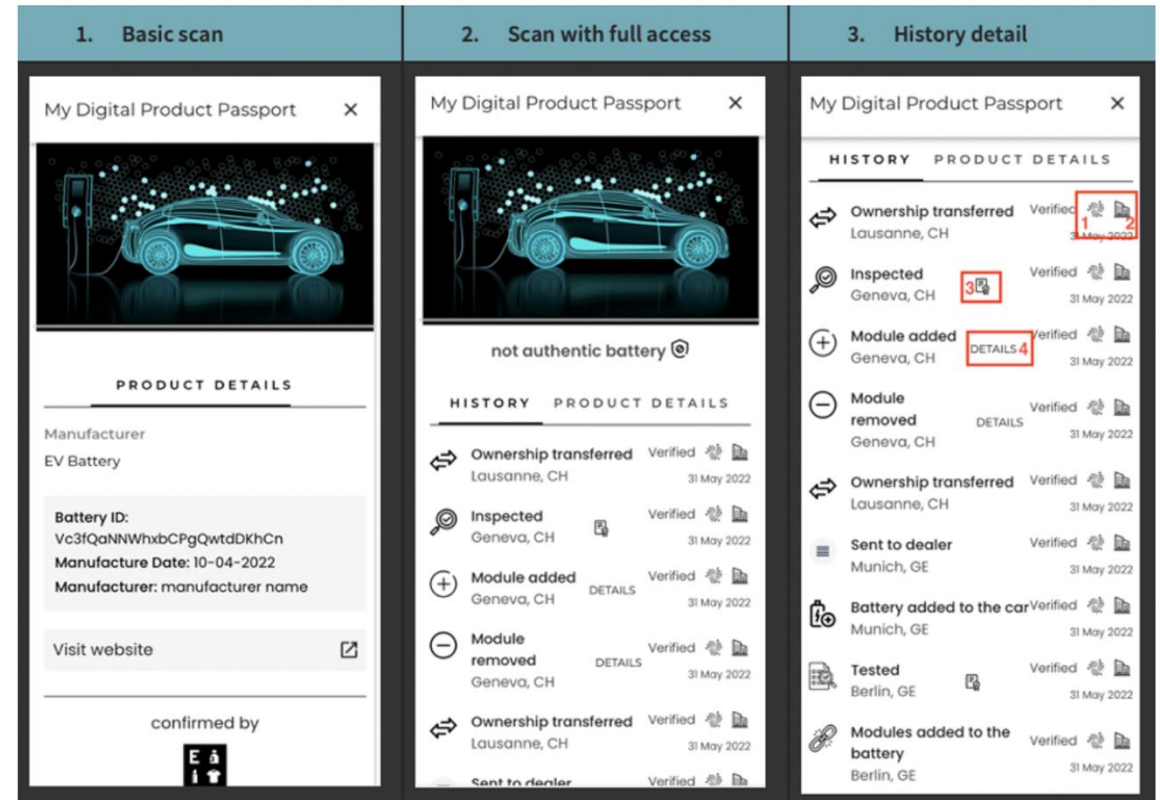 1. Basic scan
My Digital Product Passport
PRODUCT DETAILS
Manufacturer
EV Battery
Battery ID:
Vc3fQaNNWhxbCPgQwtdDKhCn
Manufacture Date: 10-04-2022
Manufacturer: manufacturer name
Visit website
confirmed by
E
2. Scan with full access
My Digital Product Passport
not authentic battery
HISTORY PRODUCT DETAILS
Ownership transferred Verified
Lausanne, CH 31 May 2022
Inspected Verified
Geneva, CH 31 May 2022
Module added Verified
Geneva, CH DETAILS 31 May 2022
Module Verified
removed DETAILS
Geneva, CH 31 May 2022
Ownership transferred Verified
Lausanne, CH 31 May 2022
Sent to dealer Verified
3. History detail
My Digital Product Passport
HISTORY PRODUCT DETAILS
Ownership transferred Verified 1 2
Lausanne, CH 31 May 2022
Inspected 3 Verified
Geneva, CH 31 May 2022
Module added Verified
Geneva, CH DETAILS 4 31 May 2022
Module Verified
removed DETAILS
Geneva, CH 31 May 2022
Ownership transferred Verified
Lausanne, CH 31 May 2022
Sent to dealer Verified
Munich, GE 31 May 2022
Battery added to the car Verified
Munich, GE 31 May 2022
Tested Verified
Berlin, GE 31 May 2022
Modules added to the
battery Verified
Berlin, GE 31 May 2022